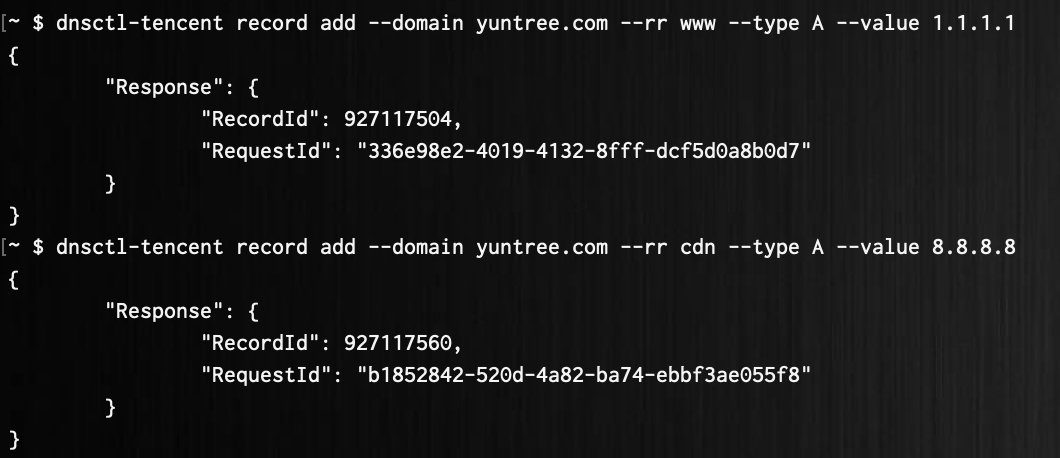 [~ $ dnsctl-tencent record add --domain yuntree.com --rr www --type A --value 1.1.1.1
{
        "Response": {
                "RecordId": 927117504,
                "RequestId": "336e98e2-4019-4132-8fff-dcf5d0a8b0d7"
        }
}
[~ $ dnsctl-tencent record add --domain yuntree.com --rr cdn --type A --value 8.8.8.8
{
        "Response": {
                "RecordId": 927117560,
                "RequestId": "b1852842-520d-4a82-ba74-ebbf3ae055f8"
        }
}